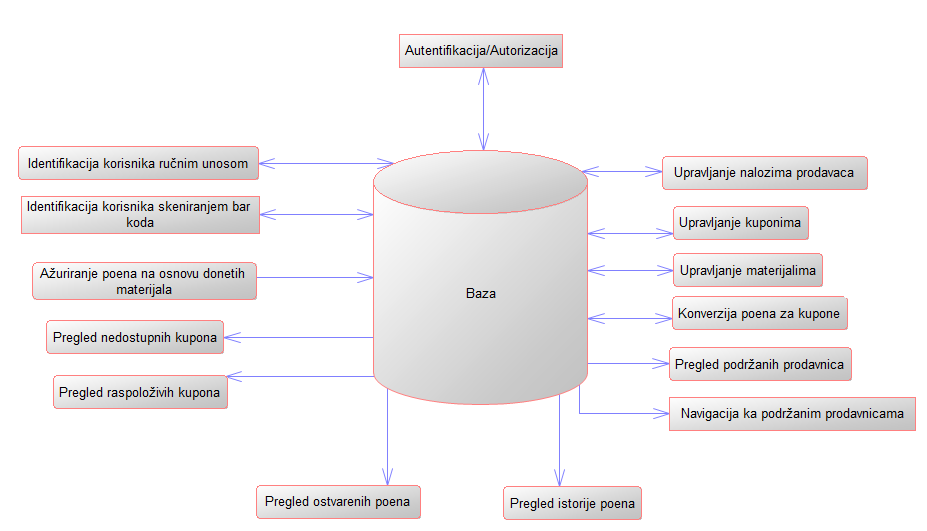 Autentifikacija/Autorizacija
Identifikacija korisnika ručnim unosom
Upravljanje nalozima prodavaca
Identifikacija korisnika skeniranjem bar
koda
Upravljanje kuponima
Ažuriranje poena na osnovu donetih
materijala
Upravljanje materijalima
Baza
Konverzija poena za kupone
Pregled nedostupnih kupona
Pregled podržanih prodavnica
Pregled raspoloživih kupona
Navigacija ka podržanim prodavnicama
Pregled ostvarenih poena
Pregled istorije poena